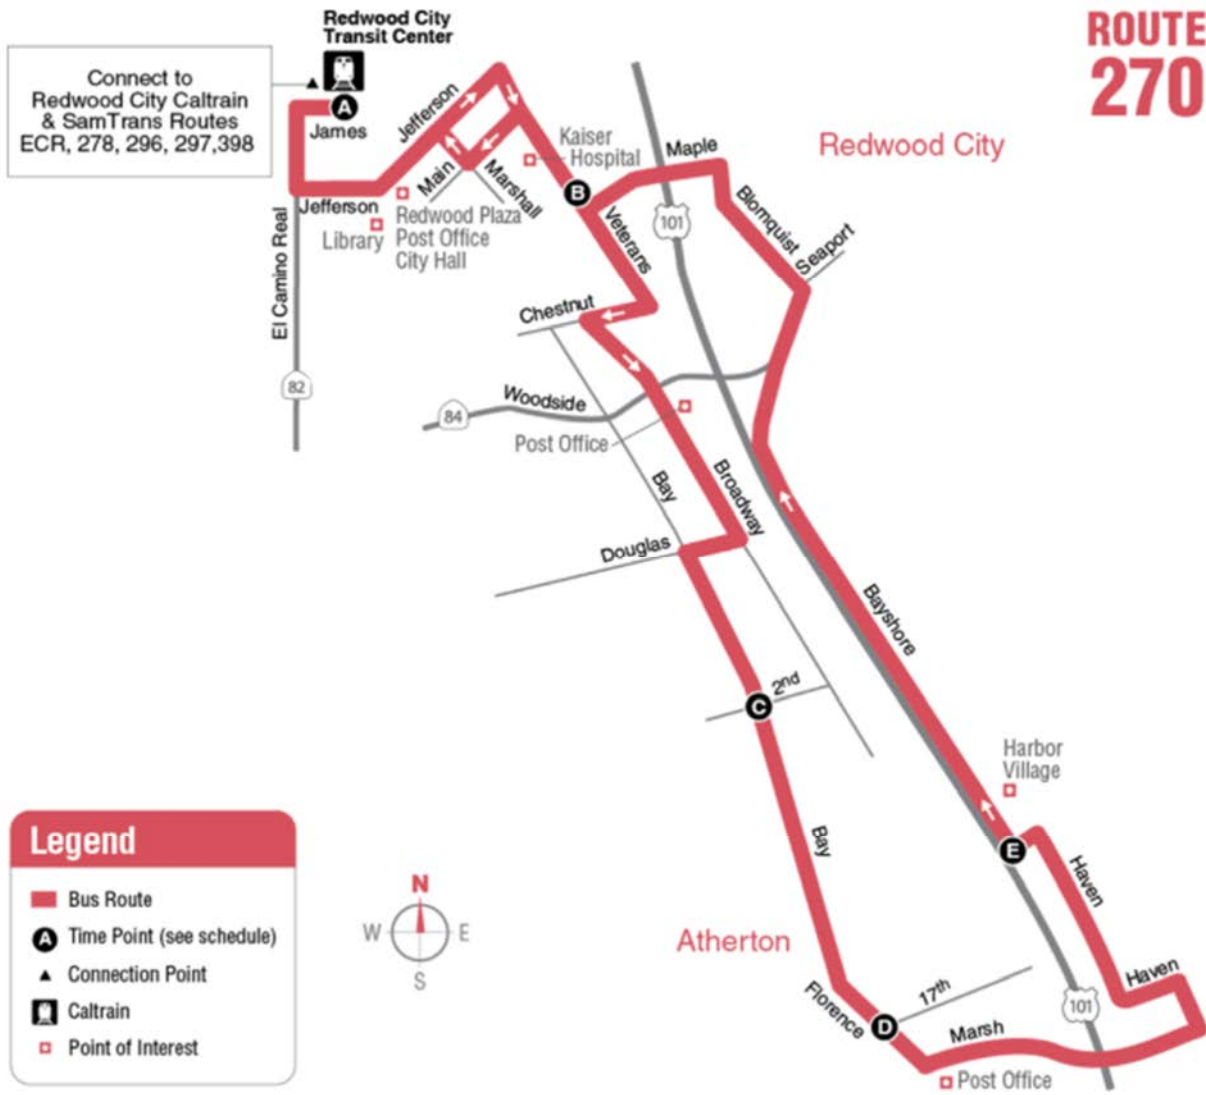 Redwood City
Transit Center
ROUTE
270
Connect to
Redwood City Caltrain
& SamTrans Routes
ECR, 278, 296, 297,398
A
James
Jefferson
Kaiser
Hospital
Maple
Redwood City
Main
Marshall
B
Jefferson
Redwood Plaza
Post Office
City Hall
Library
Veterans
101
Blomquist
Seaport
El Camino Real
Chestnut
82
84
Woodside
Post Office
Bay
Broadway
Douglas
Bayshore
2nd
C
Harbor
Village
Bay
E
Haven
Atherton
Haven
Florence
17th
D
101
Marsh
Post Office
Legend
Bus Route
A
Time Point (see schedule)
Connection Point
Caltrain
Point of Interest
N
W
E
S